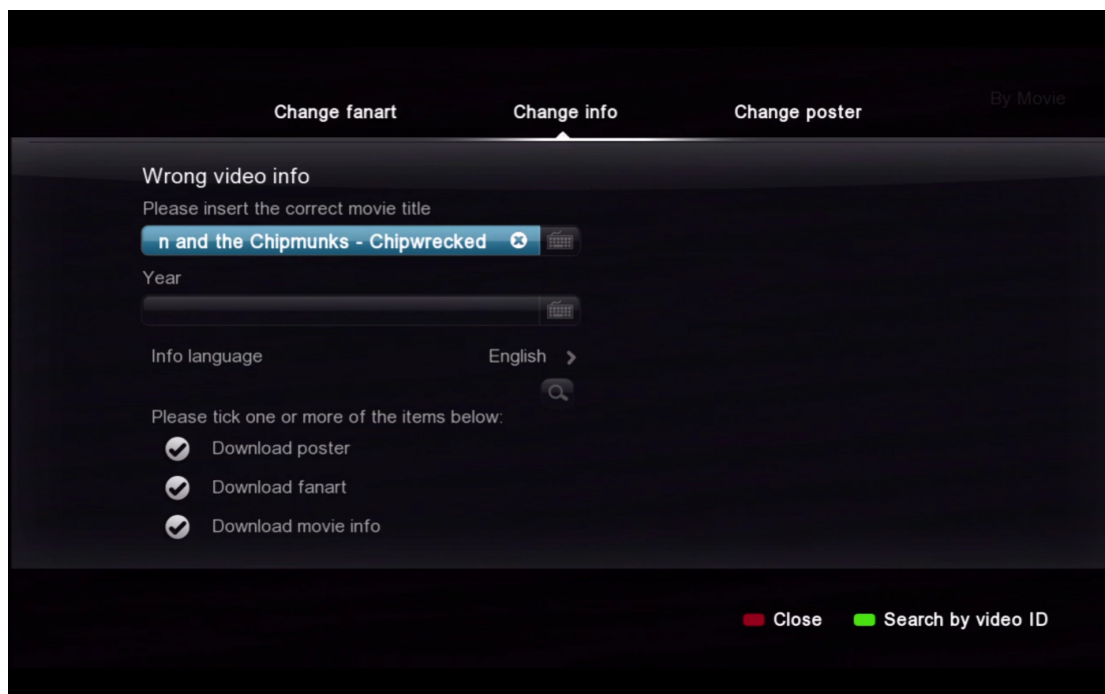 By Movie
Change fanart Change info Change poster
Wrong video info
Please insert the correct movie title
n and the Chipmunks - Chipwrecked
Year
Info language English
Please tick one or more of the items below:
Download poster
Download fanart
Download movie info
Close Search by video ID